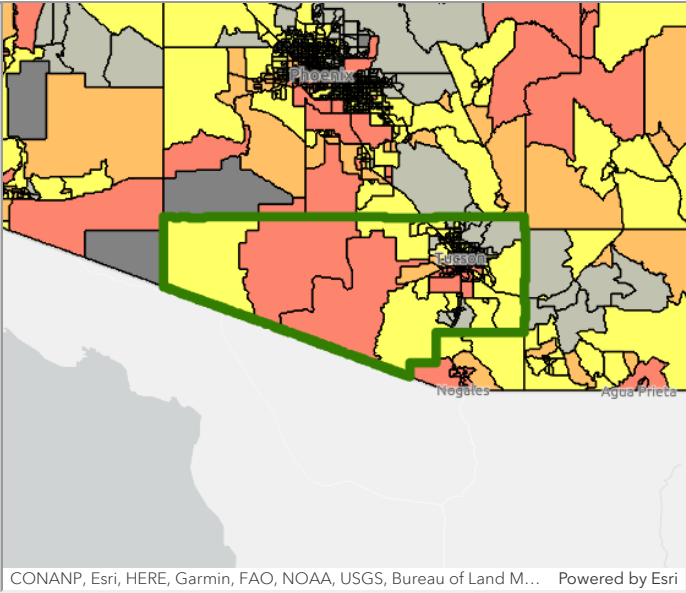 Phoenix
Tucson
Nogales
Agua Prieta
CONANP, Esri, HERE, Garmin, FAO, NOAA, USGS, Bureau of Land M... Powered by Esri